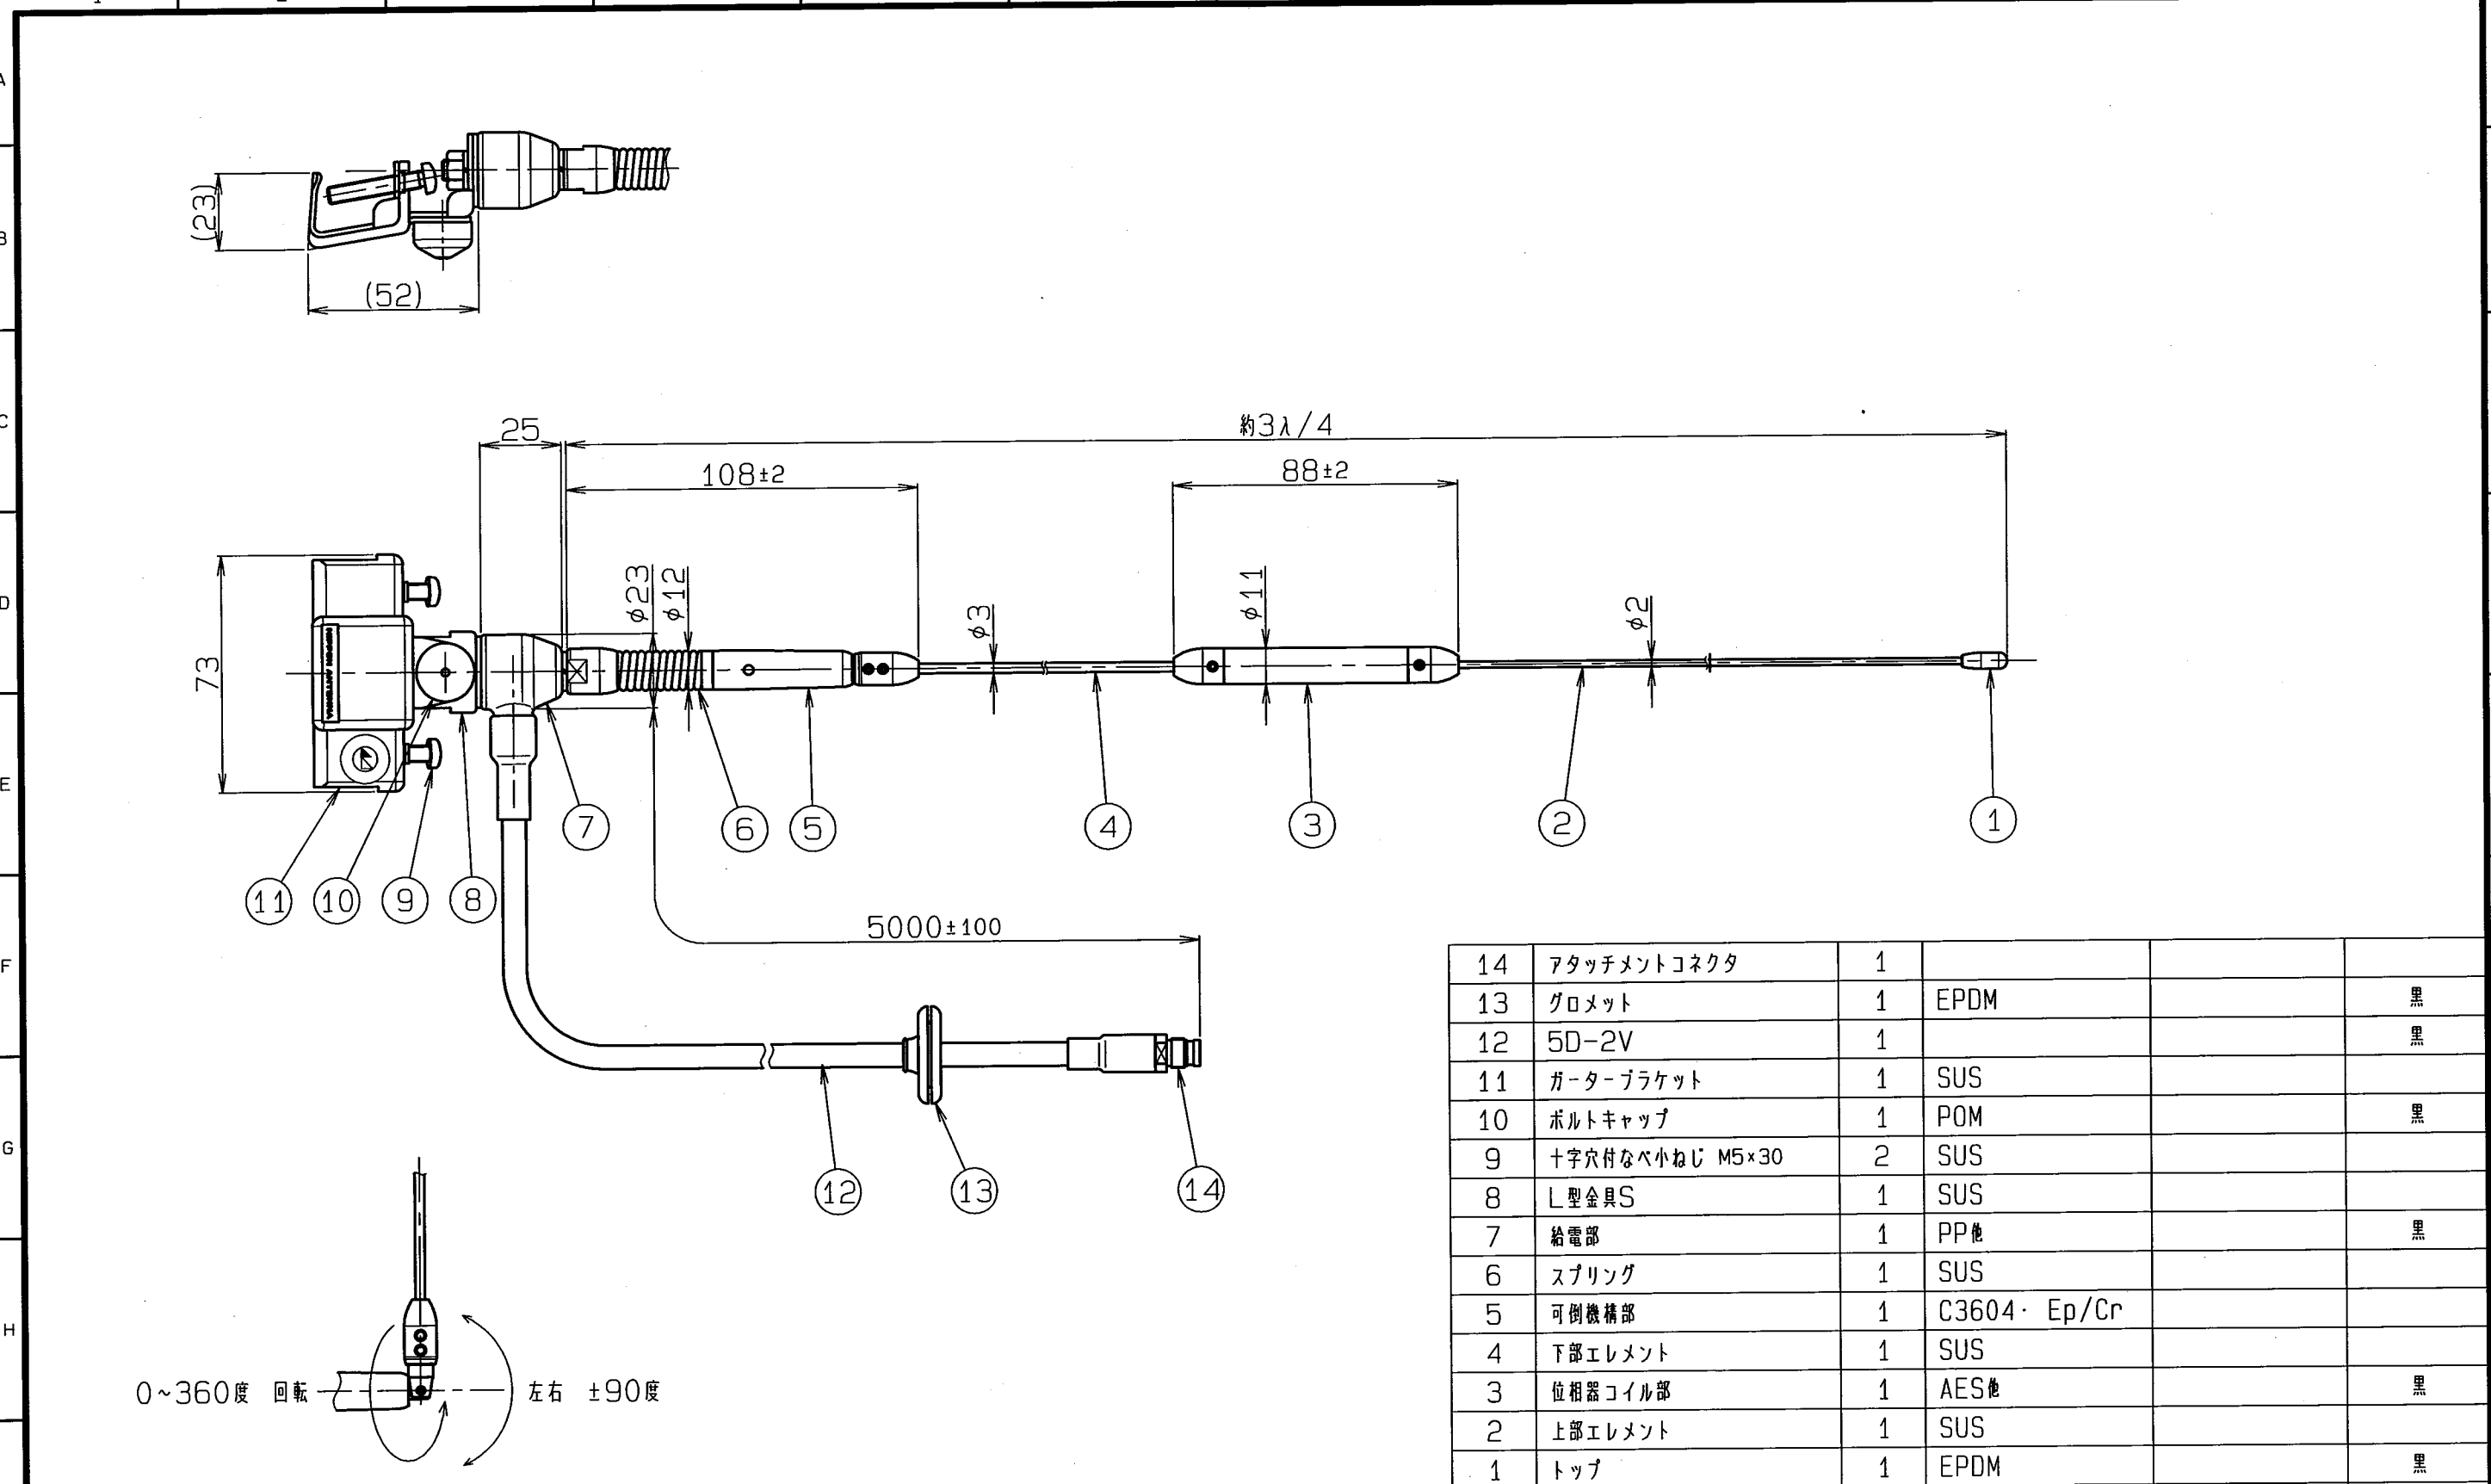 1
A
B
C
D
E
F
G
H
(23)
(52)
約3λ/4
25
108±2
88±2
φ23
φ12
φ3
φ11
φ2
73
NIPPON ANTENNA
7
6
5
4
3
2
1
11
10
9
8
5000±100
12
13
14
0~360度 回転
左右 ±90度
14 アタッチメントコネクタ 1
13 グロメット 1 EPDM 黒
12 5D-2V 1 黒
11 ガーターブラケット 1 SUS
10 ボルトキャップ 1 POM 黒
9 十字穴付なべ小ねじ M5×30 2 SUS
8 L型金具S 1 SUS
7 給電部 1 PP他 黒
6 スプリング 1 SUS
5 可倒機構部 1 C3604・ Ep/Cr
4 下部エレメント 1 SUS
3 位相器コイル部 1 AES他 黒
2 上部エレメント 1 SUS
1 トップ 1 EPDM 黒